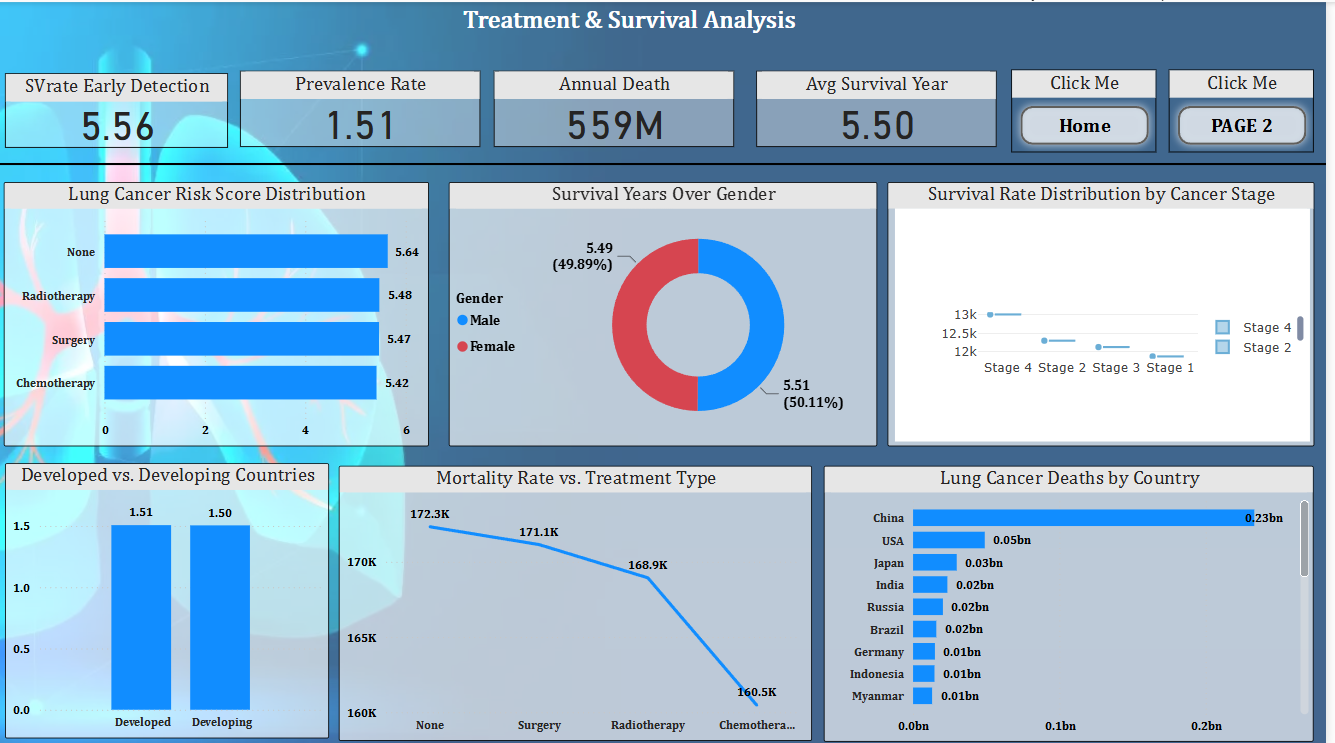 Treatment & Survival Analysis
SVrate Early Detection
5.56
Prevalence Rate
1.51
Annual Death
559M
Avg Survival Year
5.50
Click Me
Home
Click Me
PAGE 2
Lung Cancer Risk Score Distribution
None
5.64
Radiotherapy
5.48
Surgery
5.47
Chemotherapy
5.42
0 2 4 6
Survival Years Over Gender
5.49
(49.89%)
Gender
Male
Female
5.51
(50.11%)
Survival Rate Distribution by Cancer Stage
13k
12.5k
12k
Stage 4 Stage 2 Stage 3 Stage 1
Stage 4
Stage 2
Developed vs. Developing Countries
1.51 1.50
1.5
1.0
0.5
0.0
Developed Developing
Mortality Rate vs. Treatment Type
172.3K
171.1K
168.9K
160.5K
170K
165K
160K
None Surgery Radiotherapy Chemothera...
Lung Cancer Deaths by Country
China 0.23bn
USA 0.05bn
Japan 0.03bn
India 0.02bn
Russia 0.02bn
Brazil 0.02bn
Germany 0.01bn
Indonesia 0.01bn
Myanmar 0.01bn
0.0bn 0.1bn 0.2bn